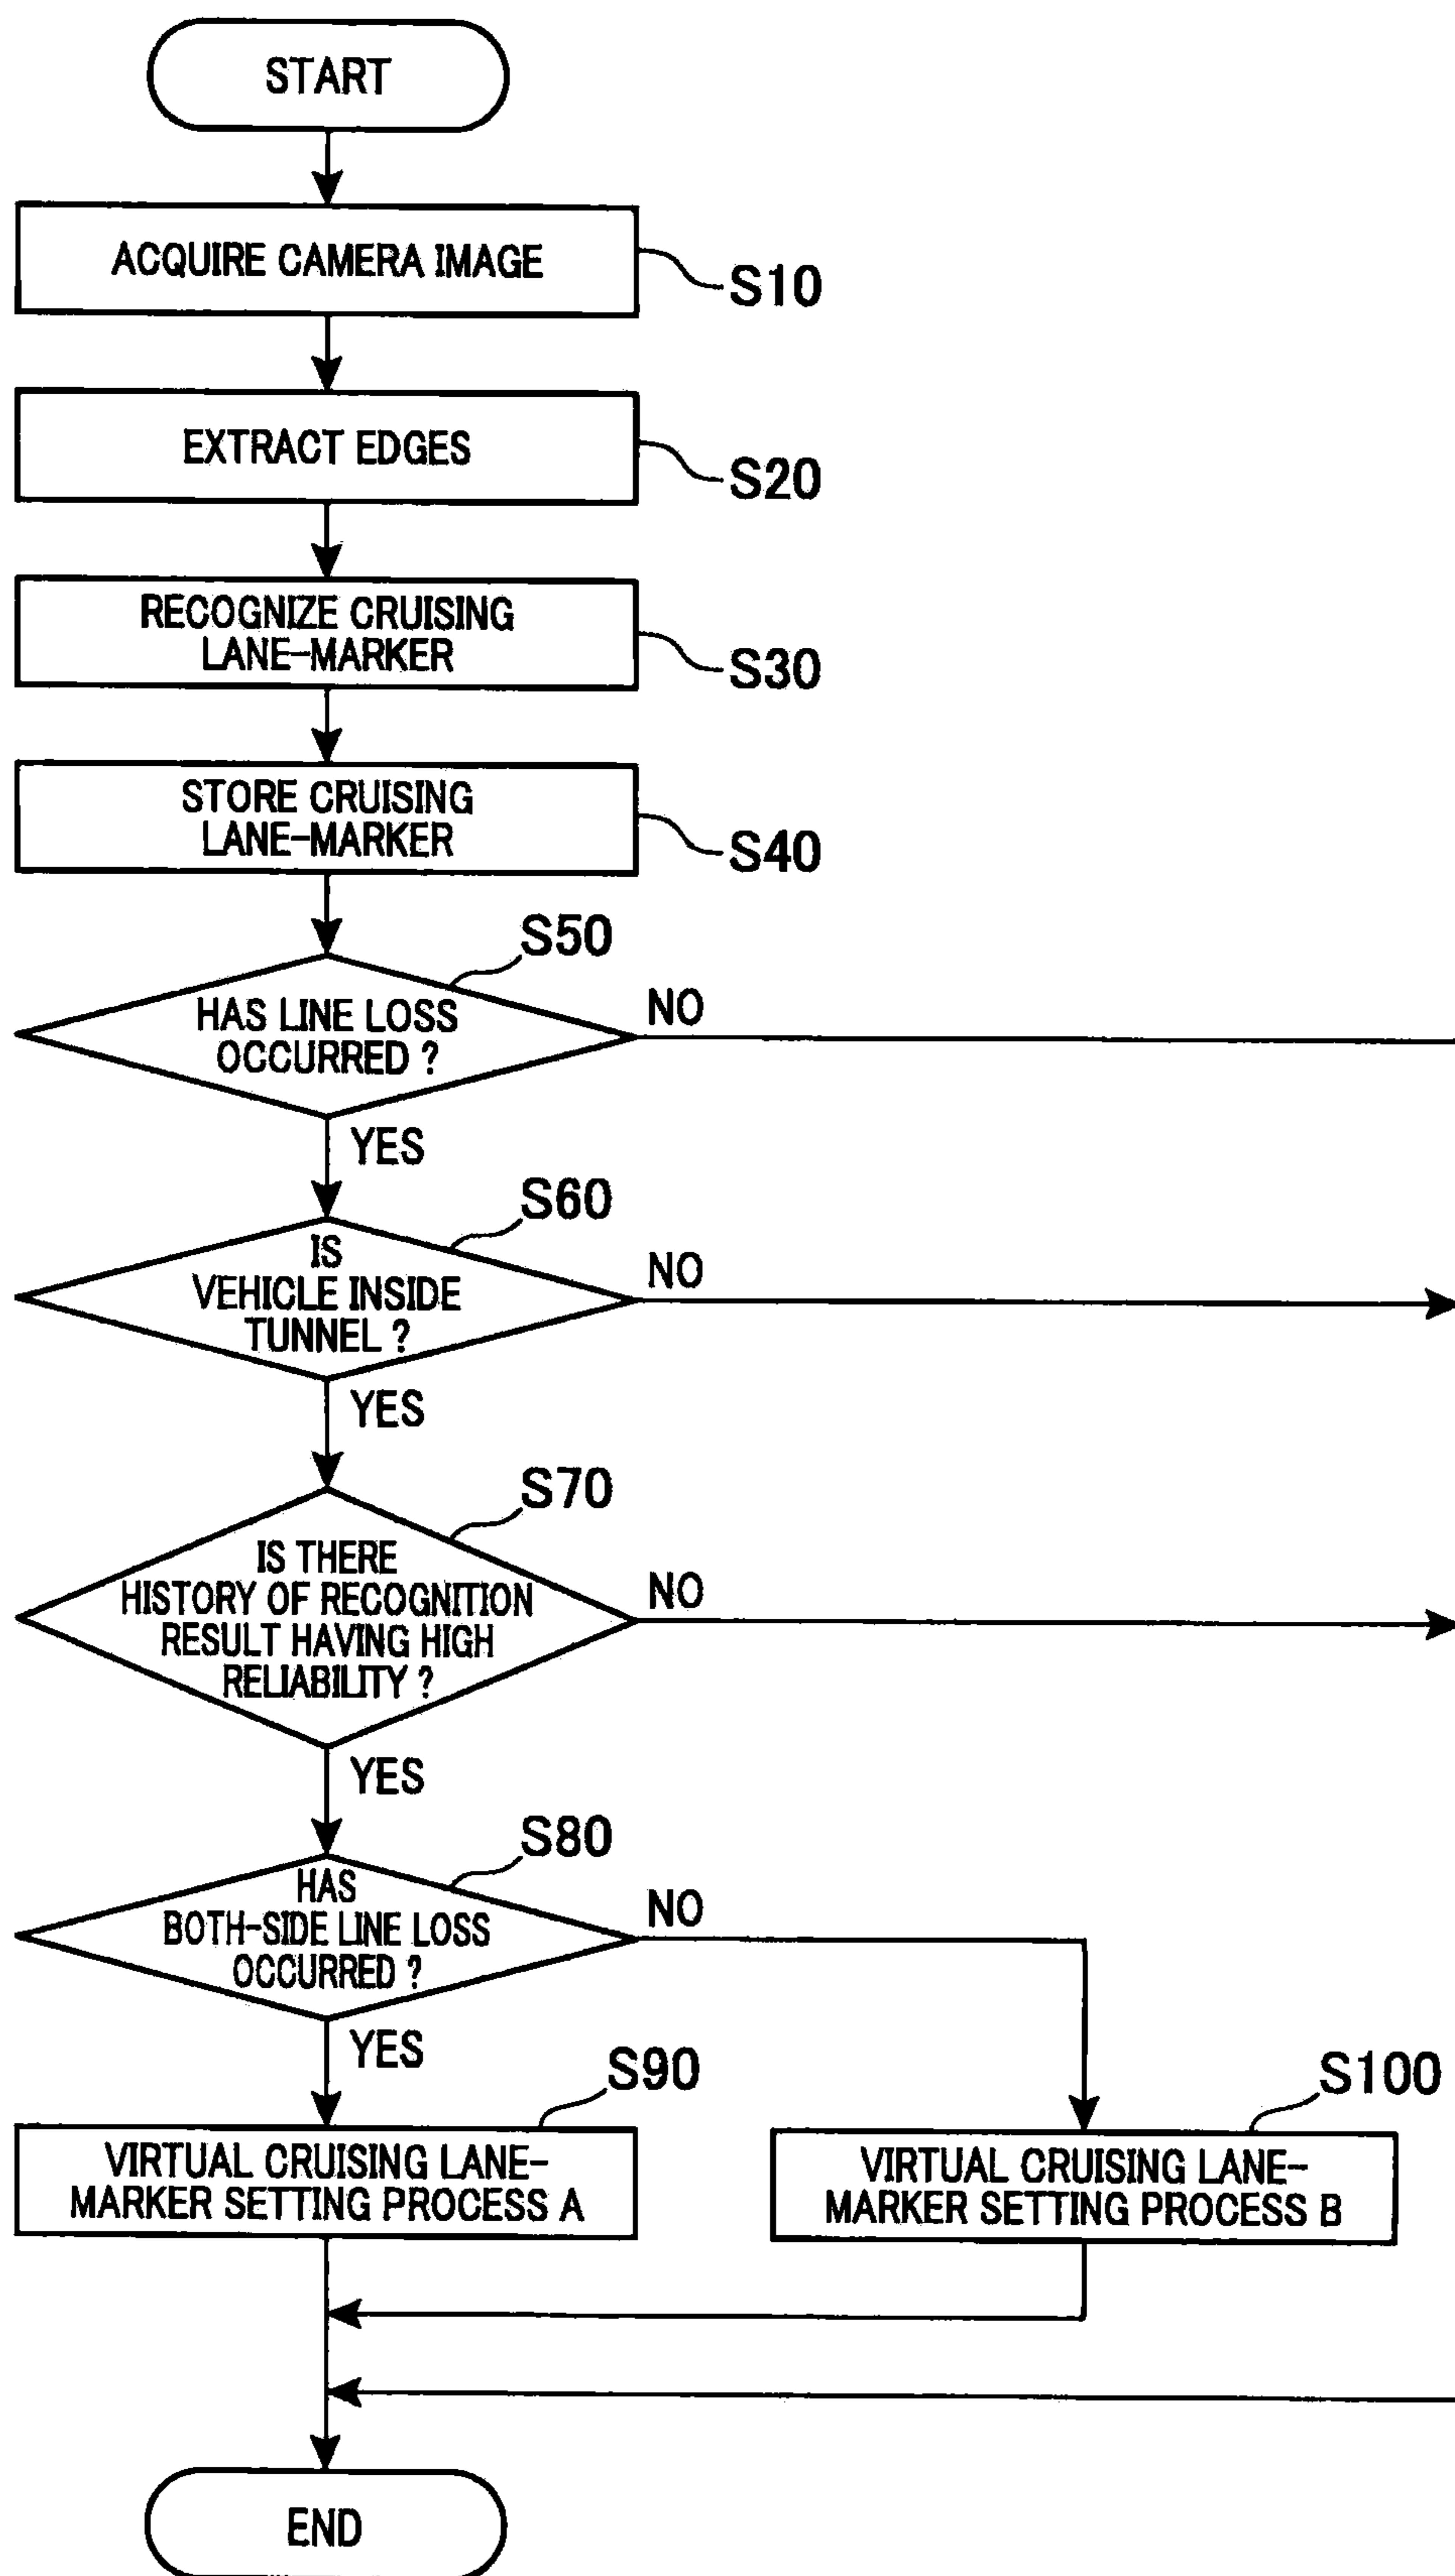 START
ACQUIRE CAMERA IMAGE
S10
EXTRACT EDGES
S20
RECOGNIZE CRUISING
LANE-MARKER
S30
STORE CRUISING
LANE-MARKER
S40
S50
HAS LINE LOSS
OCCURRED ?
NO
YES
S60
IS
VEHICLE INSIDE
TUNNEL ?
NO
YES
S70
IS THERE
HISTORY OF RECOGNITION
RESULT HAVING HIGH
RELIABILITY ?
NO
YES
S80
HAS
BOTH-SIDE LINE LOSS
OCCURRED ?
NO
YES
S90
VIRTUAL CRUISING LANE-
MARKER SETTING PROCESS A
S100
VIRTUAL CRUISING LANE-
MARKER SETTING PROCESS B
END